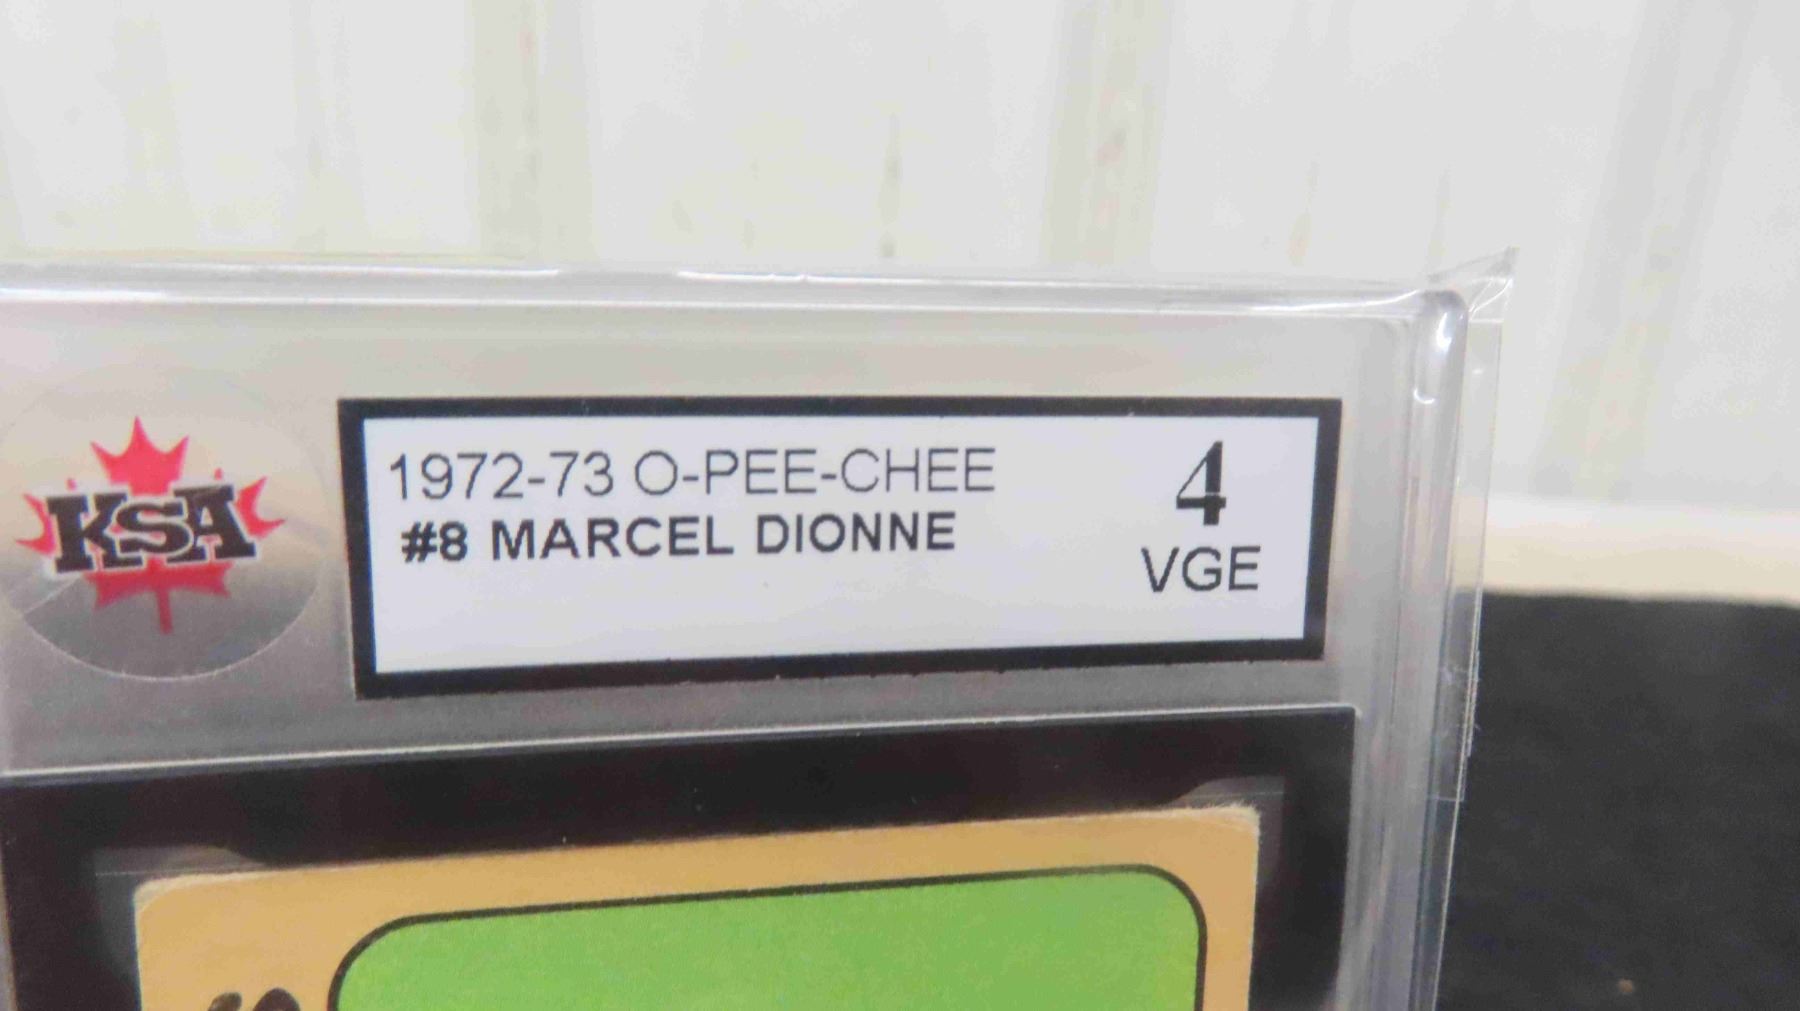 KSA
1972-73 O-PEE-CHEE
#8 MARCEL DIONNE
4
VGE